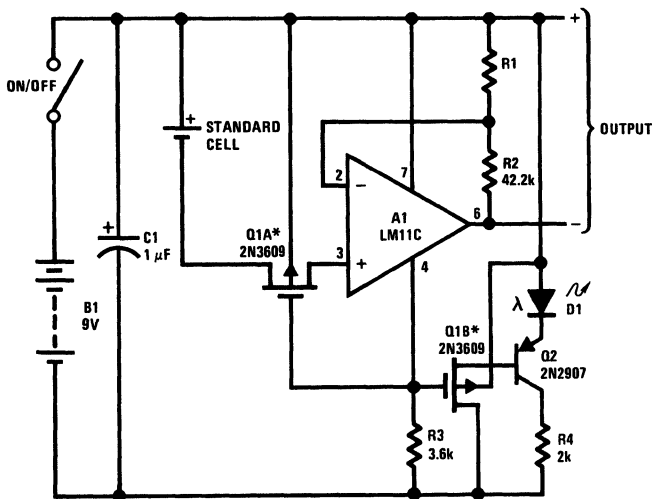 +
R1
ON/OFF
+
STANDARD
CELL
OUTPUT
2
−
7
R2
42.2k
A1
LM11C
6
−
+
C1
1 μF
Q1A*
2N3609
3
+
4
B1
9V
λ
D1
Q1B*
2N3609
Q2
2N2907
R3
3.6k
R4
2k